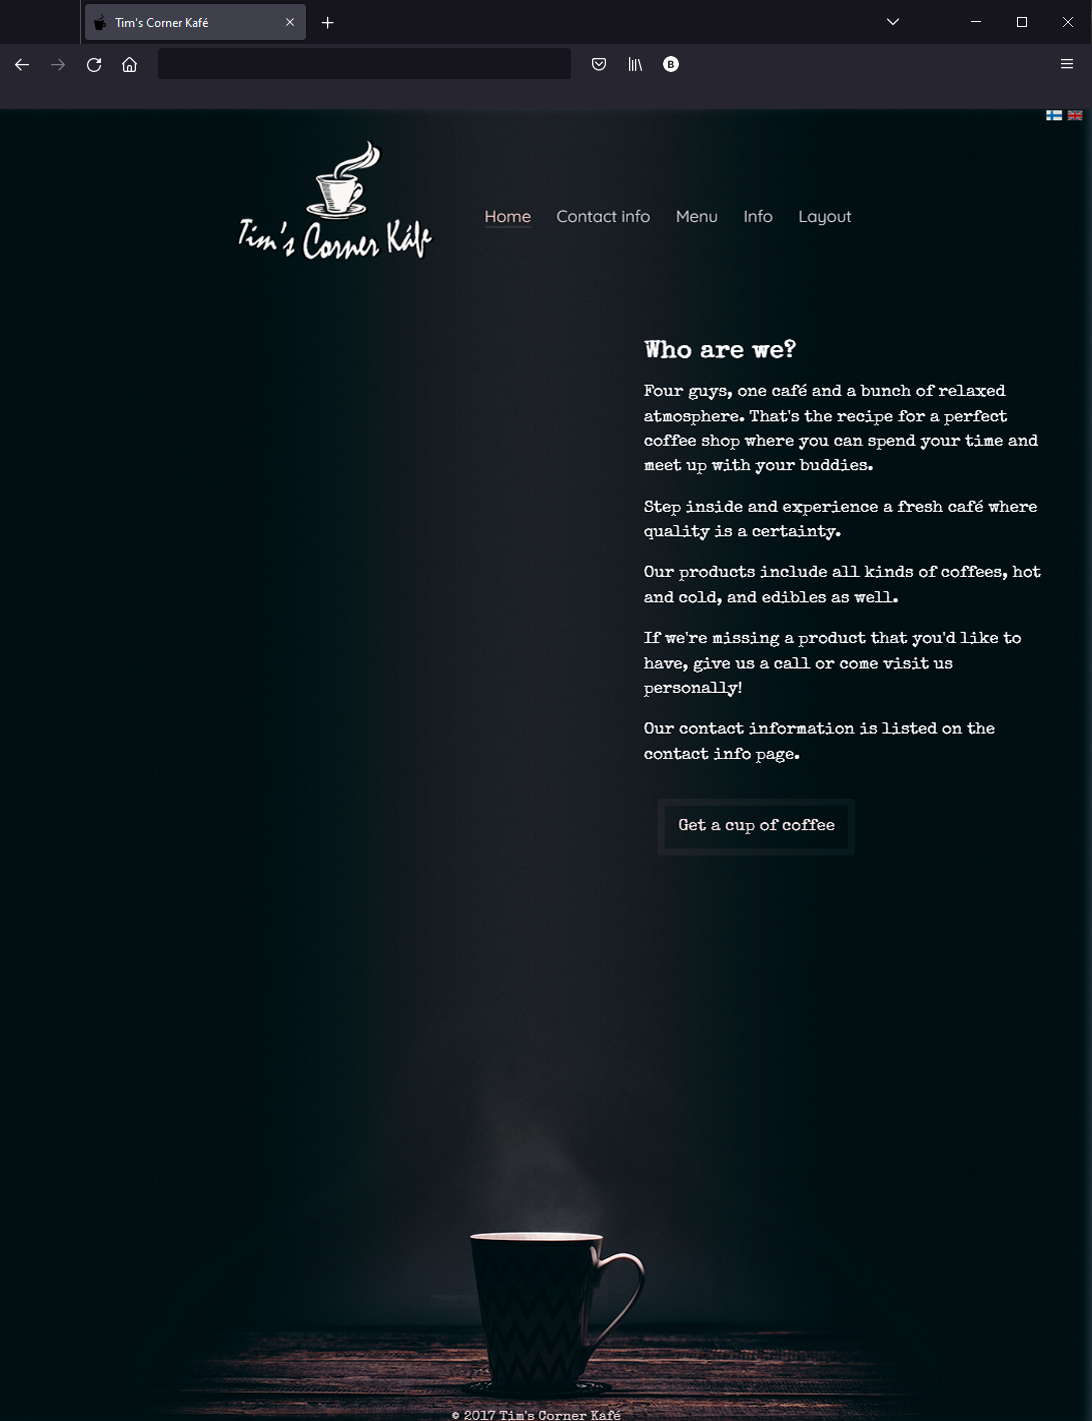 Tim's Corner Kafé
B
Tim's Corner Káfe
Home Contact info Menu Info Layout
Who are we?
Four guys, one café and a bunch of relaxed
atmosphere. That's the recipe for a perfect
coffee shop where you can spend your time and
meet up with your buddies.
Step inside and experience a fresh café where
quality is a certainty.
Our products include all kinds of coffees, hot
and cold, and edibles as well.
If we're missing a product that you'd like to
have, give us a call or come visit us
personally!
Our contact information is listed on the
contact info page.
Get a cup of coffee
© 2017 Tim's Corner Kafé